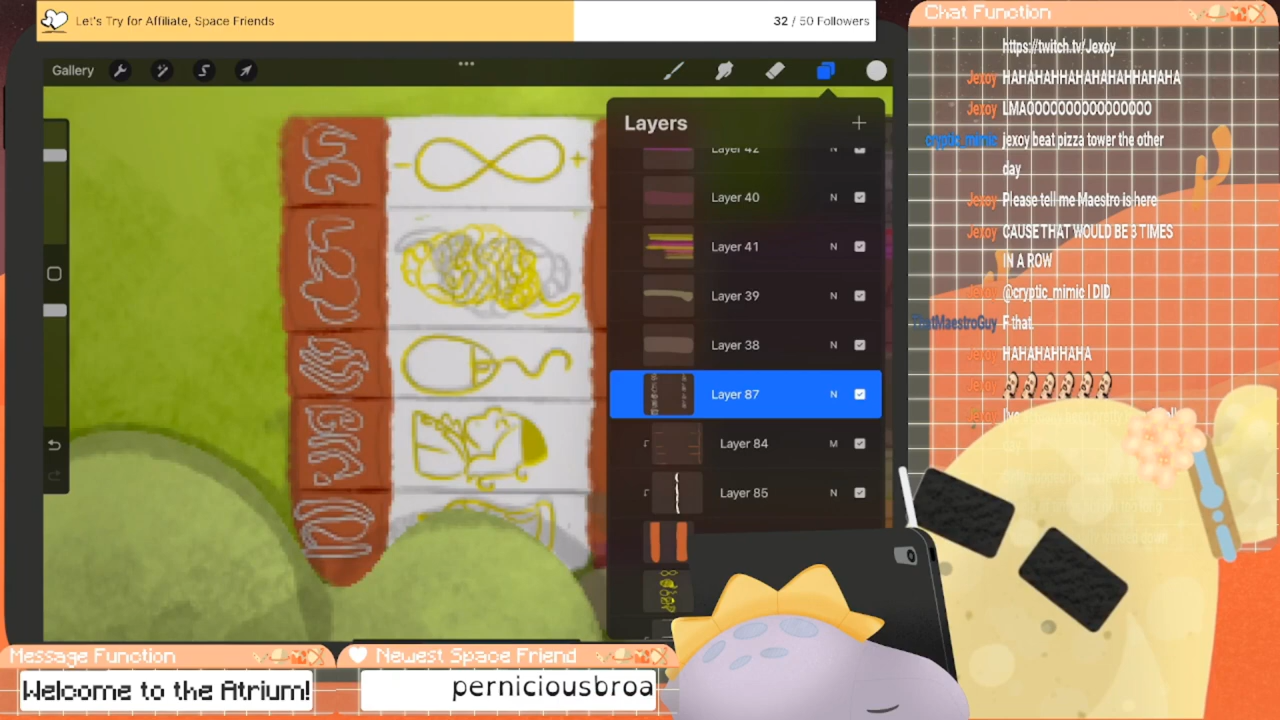 Let's Try for Affiliate, Space Friends
32 / 50 Followers
Gallery
Layers
Layer 42 N
Layer 40 N
Layer 41 N
Layer 39 N
Layer 38 N
Layer 87 N
Layer 84 M
Layer 85 N
Chat Function
https://twitch.tv/Jexoy
Jexoy HAHAHAHHAHAHAHAHHAHAHA
Jexoy LMAOOOOOOOOOOOOOOO
cryptic_mimic jexoy beat pizza tower the other
day
Jexoy Please tell me Maestro is here
Jexoy CAUSE THAT WOULD BE 3 TIMES
IN A ROW
Jexoy @cryptic_mimic I DID
ThatMaestroGuy F that.
Jexoy HAHAHAHHAHA
Jexoy
Jexoy
Message Function
Welcome to the Atrium!
Newest Space Friend
perniciousbroa